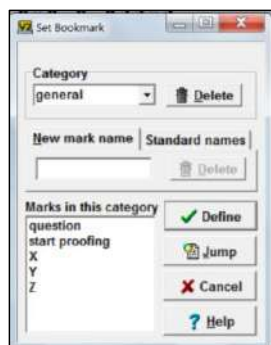 V2 Set Bookmark
Category
general Delete
New mark name Standard names
Delete
Marks in this category
question
start proofing
X
Y
Z
Define
Jump
Cancel
? Help